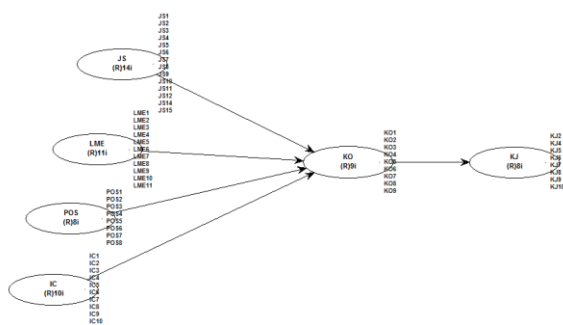 JS
(R)14i
JS1
JS2
JS3
JS4
JS5
JS6
JS7
JS8
JS9
JS10
JS11
JS12
JS14
JS15
LME
(R)11i
LME1
LME2
LME3
LME4
LME5
LME6
LME7
LME8
LME9
LME10
LME11
POS
(R)8i
POS1
POS2
POS3
POS4
POS5
POS6
POS7
POS8
IC
(R)10i
IC1
IC2
IC3
IC4
IC5
IC6
IC7
IC8
IC9
IC10
KO
(R)9i
KO1
KO2
KO3
KO4
KO5
KO6
KO7
KO8
KO9
KJ
(R)8i
KJ2
KJ4
KJ5
KJ6
KJ7
KJ8
KJ9
KJ10